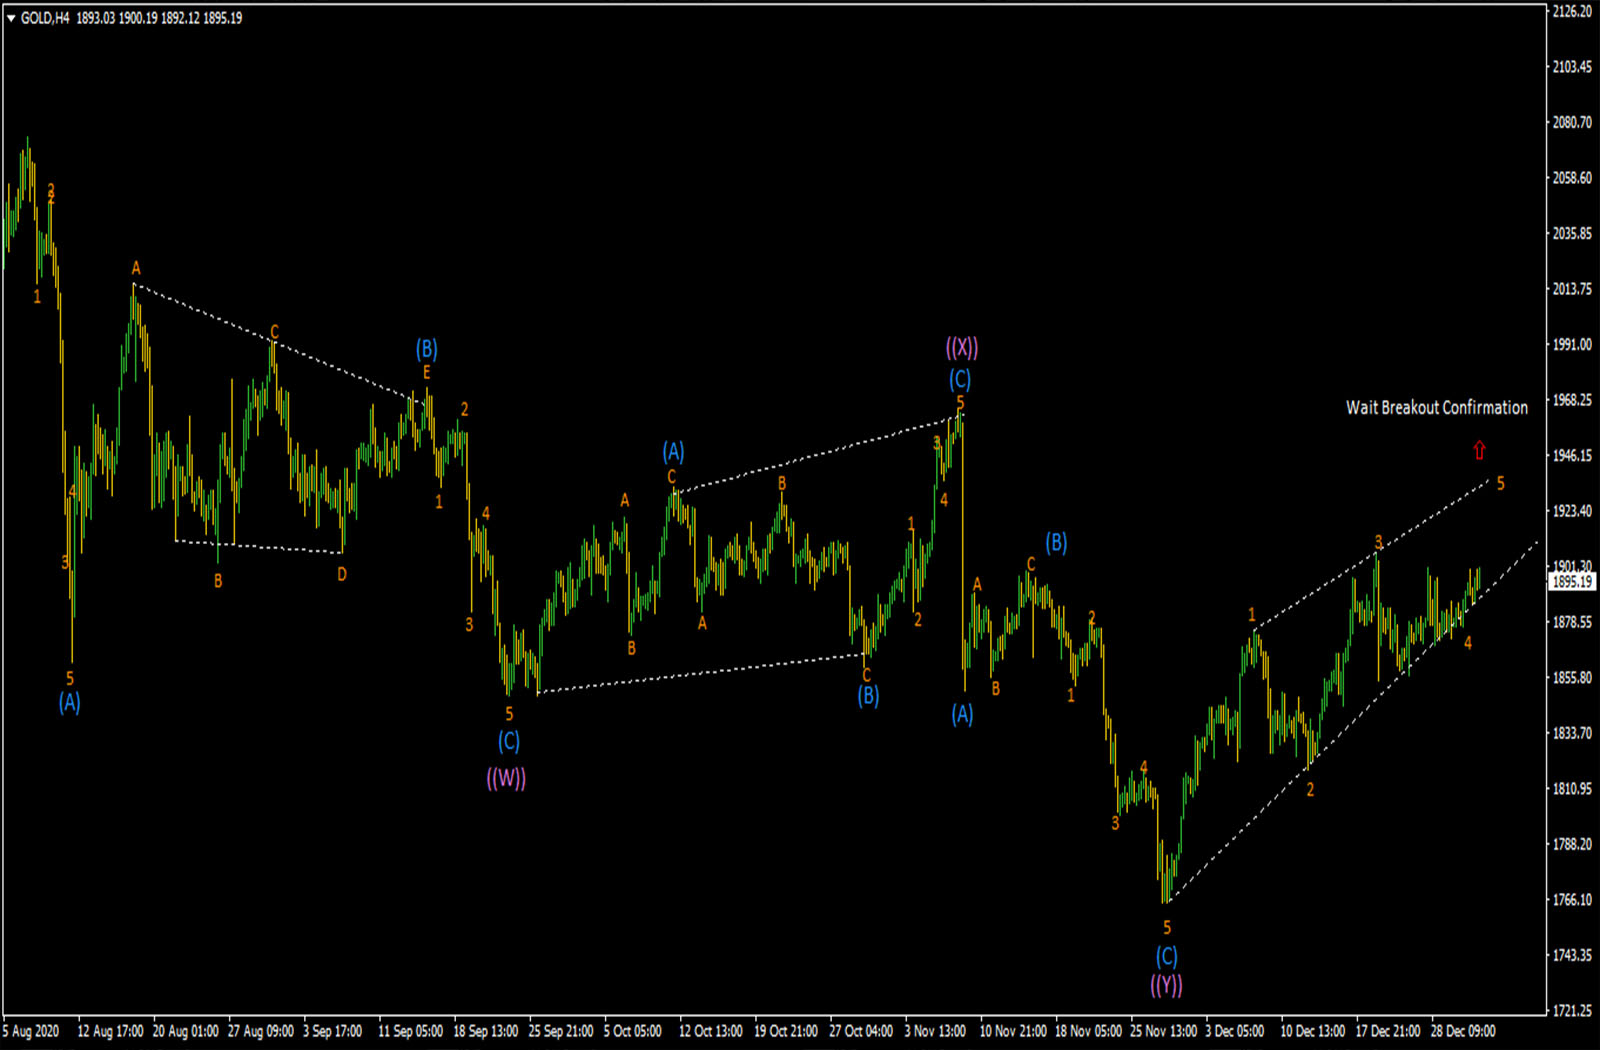 GOLD,H4 1893.03 1900.19 1892.12 1895.19
2126.20
2103.45
2080.70
2058.60
2035.85
2013.75
1991.00
1968.25
1946.15
1923.40
1901.30
1895.19
1878.55
1855.80
1833.70
1810.95
1788.20
1766.10
1743.35
1721.25
2
1
3
4
5
(A)
A
B
C
D
(B)
E
1
2
3
4
5
(C)
((W))
A
B
(A)
C
A
B
C
(B)
1
2
3
4
((X))
(C)
5
(A)
A
B
C
(B)
1
2
3
4
5
(C)
((Y))
1
2
3
4
5
Wait Breakout Confirmation
5 Aug 2020 12 Aug 17:00 20 Aug 01:00 27 Aug 09:00 3 Sep 17:00 11 Sep 05:00 18 Sep 13:00 25 Sep 21:00 5 Oct 05:00 12 Oct 13:00 19 Oct 21:00 27 Oct 04:00 3 Nov 13:00 10 Nov 21:00 18 Nov 05:00 25 Nov 13:00 3 Dec 05:00 10 Dec 13:00 17 Dec 21:00 28 Dec 09:00